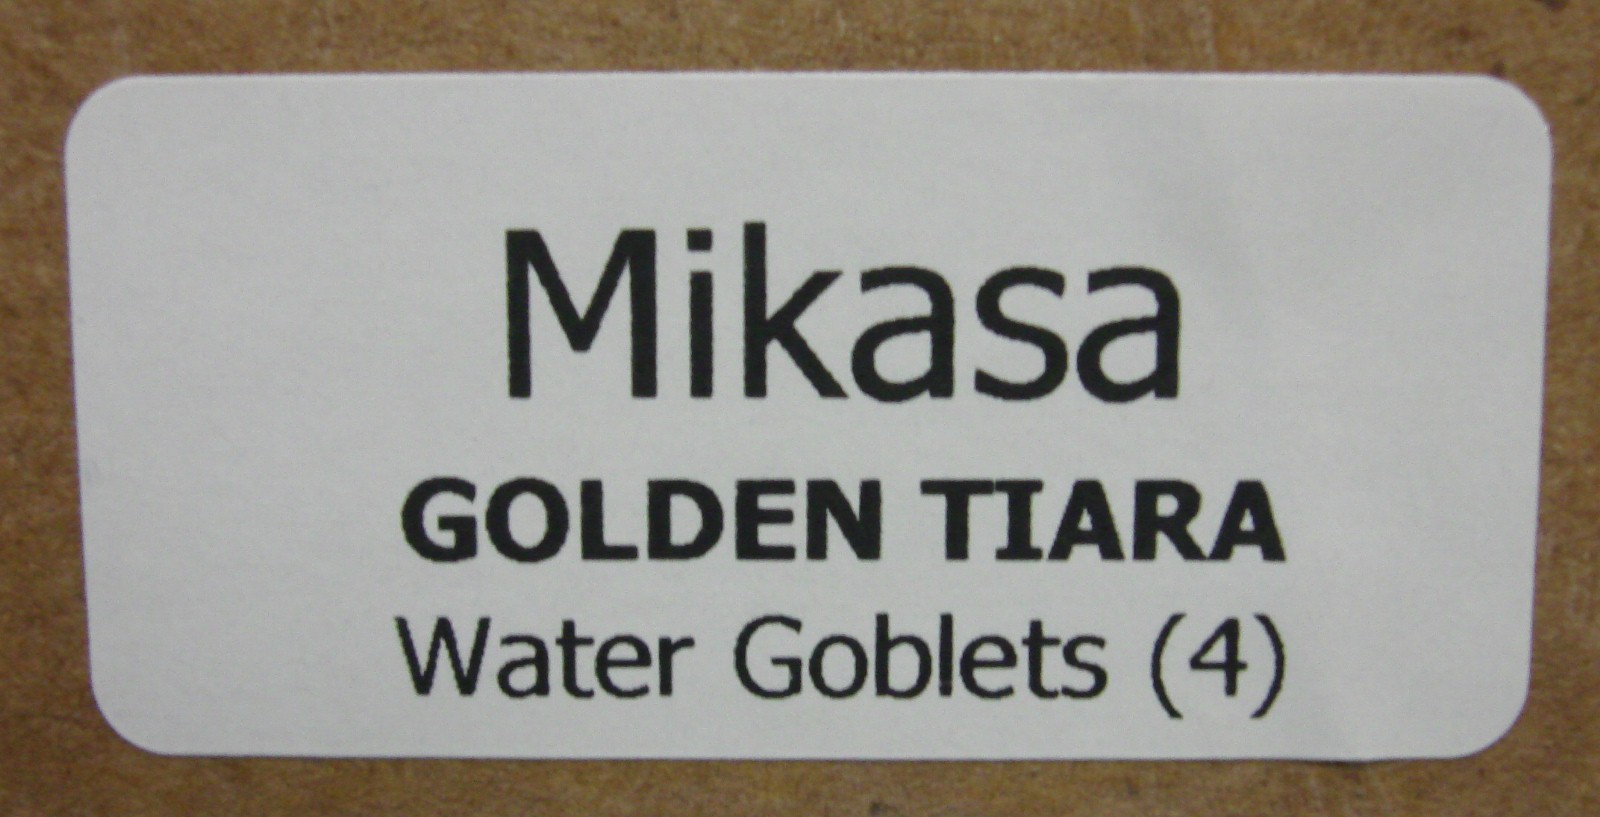 Mikasa
GOLDEN TIARA
Water Goblets (4)